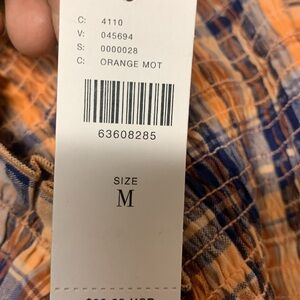 C: 4110
V: 045694
S: 0000028
C: ORANGE MOT
63608285
SIZE
M